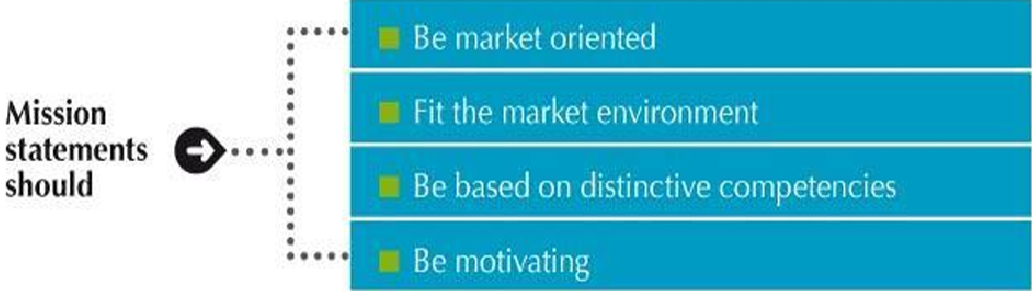 Mission
statements
should
Be market oriented
Fit the market environment
Be based on distinctive competencies
Be motivating